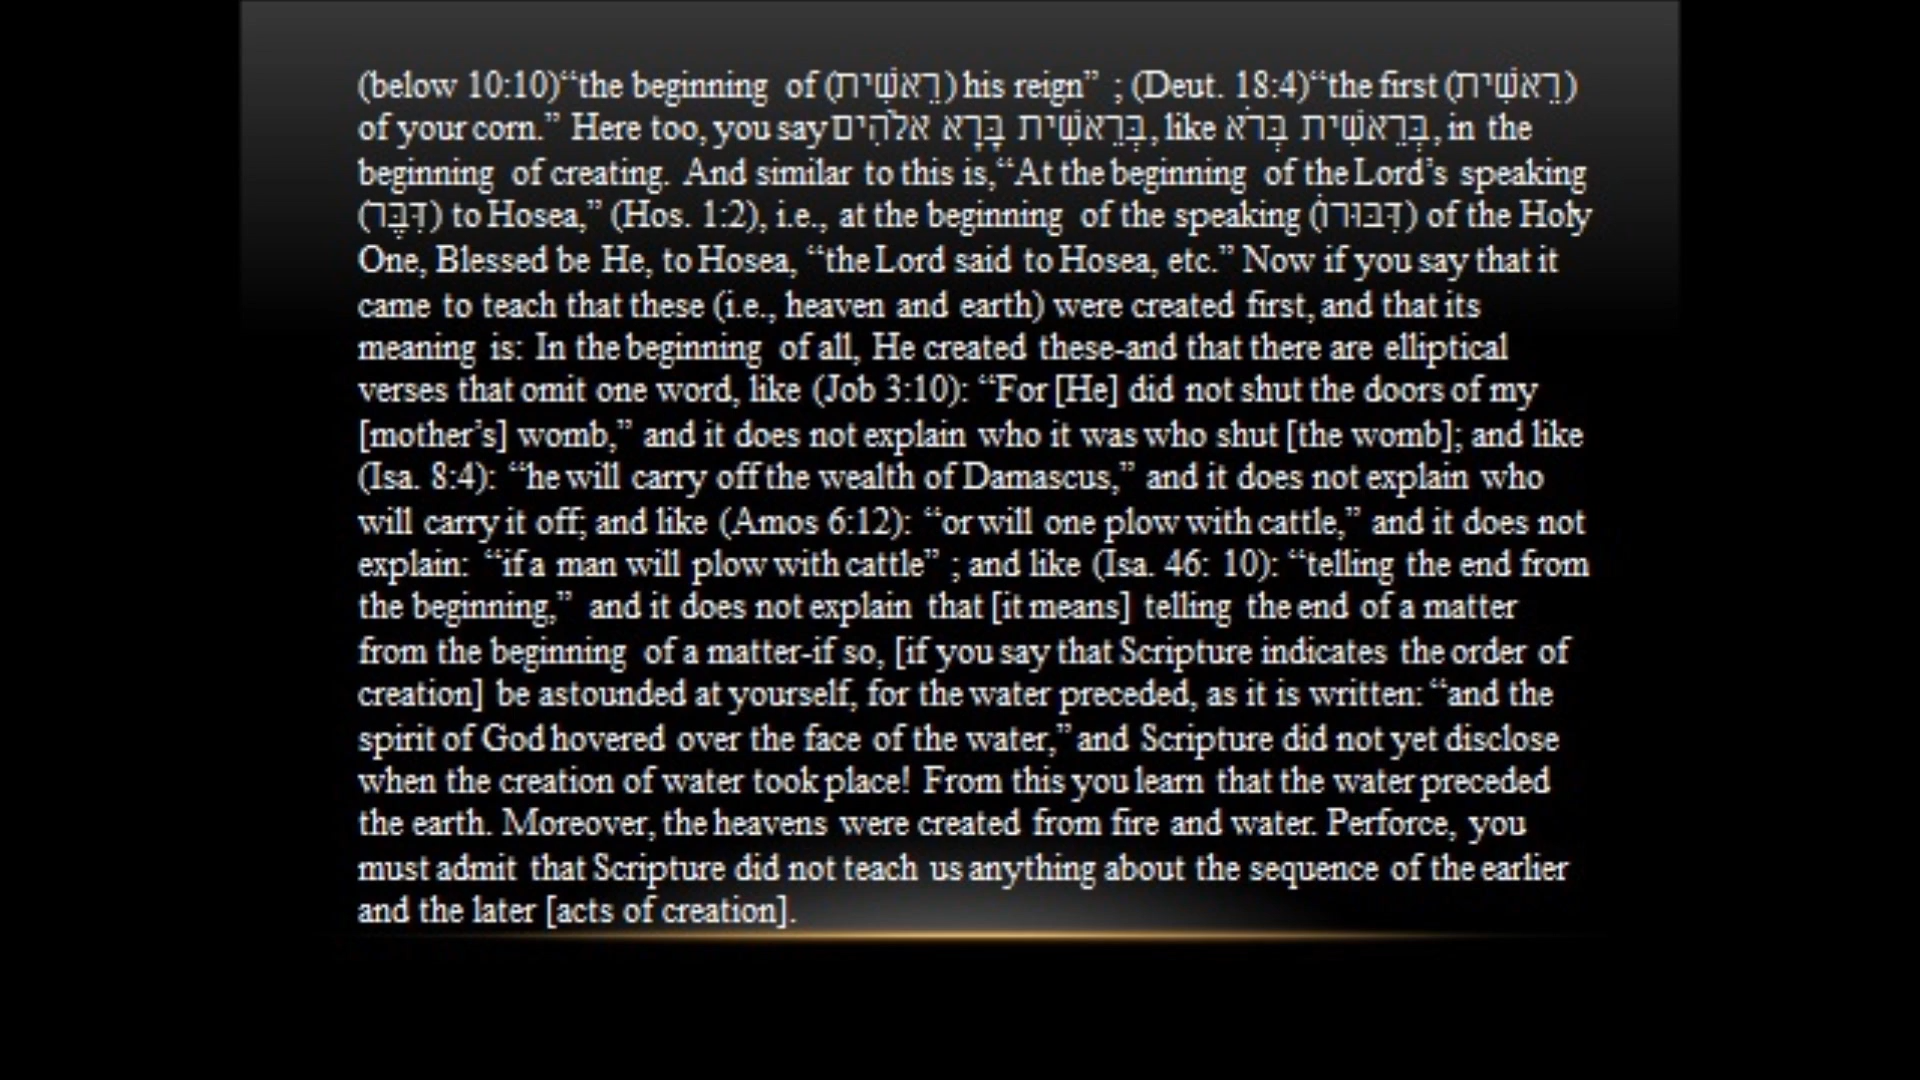 (below 10:10)“the beginning of (רֵאשִׁית) his reign” ; (Deut. 18:4)“the first (רֵאשִׁית)
of your corn.” Here too, you say בְּרֵאשִׁית בָּרָא אלֹהִים, like בְּרֵאשִׁית בְּרֹא, in the
beginning of creating. And similar to this is,“At the beginning of the Lord’s speaking
(דִּבֶּר) to Hosea,” (Hos. 1:2), i.e., at the beginning of the speaking (דִּבּוּרוֹ) of the Holy
One, Blessed be He, to Hosea, “the Lord said to Hosea, etc.” Now if you say that it
came to teach that these (i.e., heaven and earth) were created first, and that its
meaning is: In the beginning of all, He created these-and that there are elliptical
verses that omit one word, like (Job 3:10): “For [He] did not shut the doors of my
[mother’s] womb,” and it does not explain who it was who shut [the womb]; and like
(Isa. 8:4): “he will carry off the wealth of Damascus,” and it does not explain who
will carry it off; and like (Amos 6:12): “or will one plow with cattle,” and it does not
explain: “if a man will plow with cattle” ; and like (Isa. 46: 10): “telling the end from
the beginning,” and it does not explain that [it means] telling the end of a matter
from the beginning of a matter-if so, [if you say that Scripture indicates the order of
creation] be astounded at yourself, for the water preceded, as it is written: “and the
spirit of God hovered over the face of the water,” and Scripture did not yet disclose
when the creation of water took place! From this you learn that the water preceded
the earth. Moreover, the heavens were created from fire and water. Perforce, you
must admit that Scripture did not teach us anything about the sequence of the earlier
and the later [acts of creation].